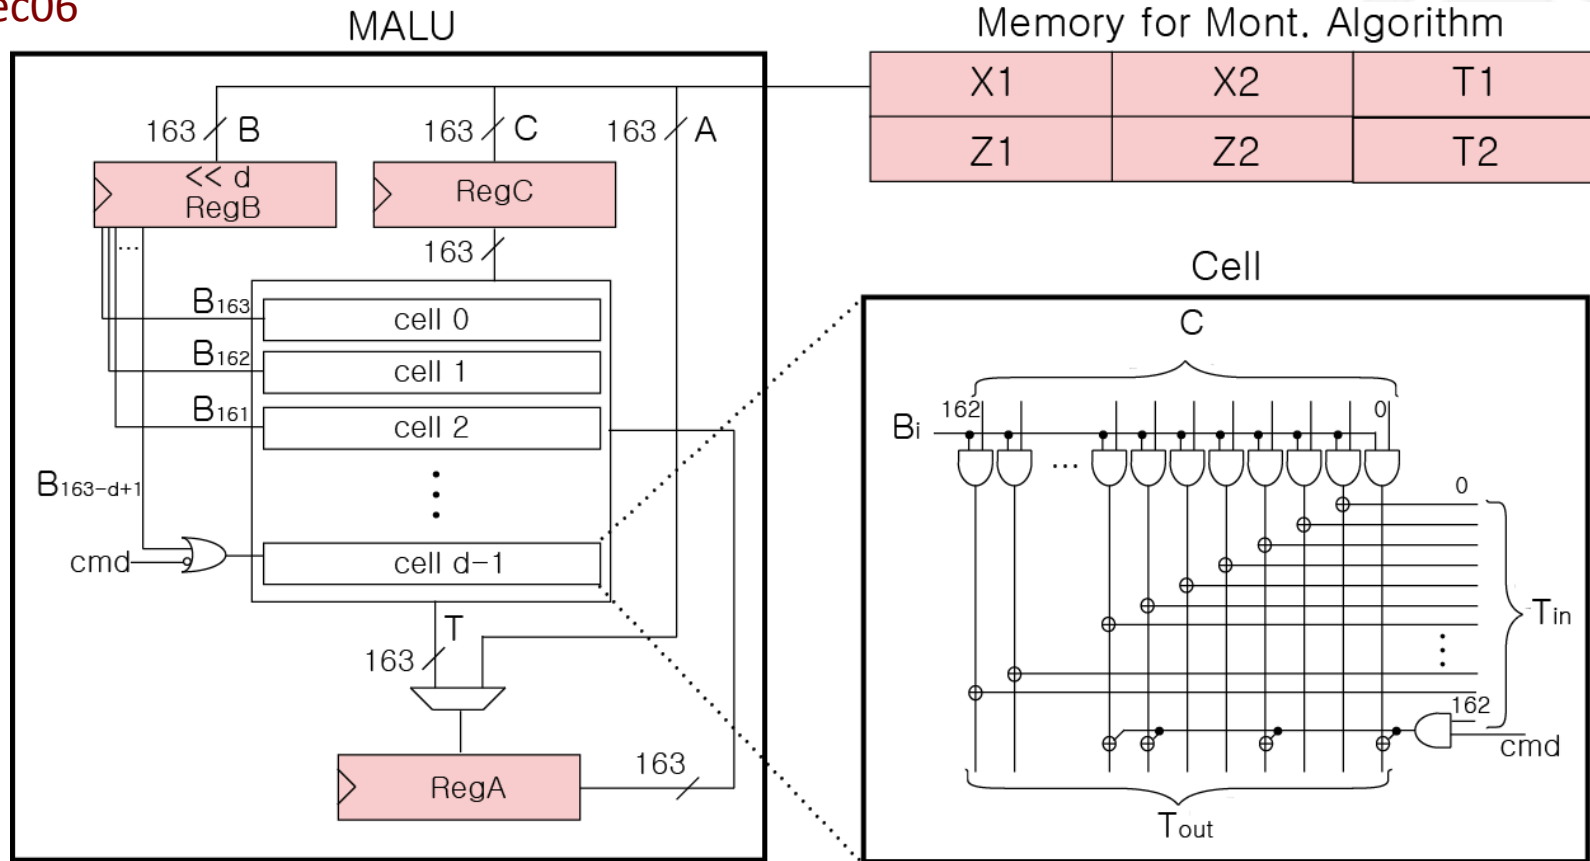 ec06
MALU
163 B
163 C
163 A
<< d
RegB
RegC
...
163
B163
cell 0
B162
cell 1
B161
cell 2
B163-d+1
cmd
cell d-1
T
163
RegA
163
Memory for Mont. Algorithm
X1 X2 T1
Z1 Z2 T2
Cell
C
162 0
Bi
...
0
Tin
162
cmd
Tout